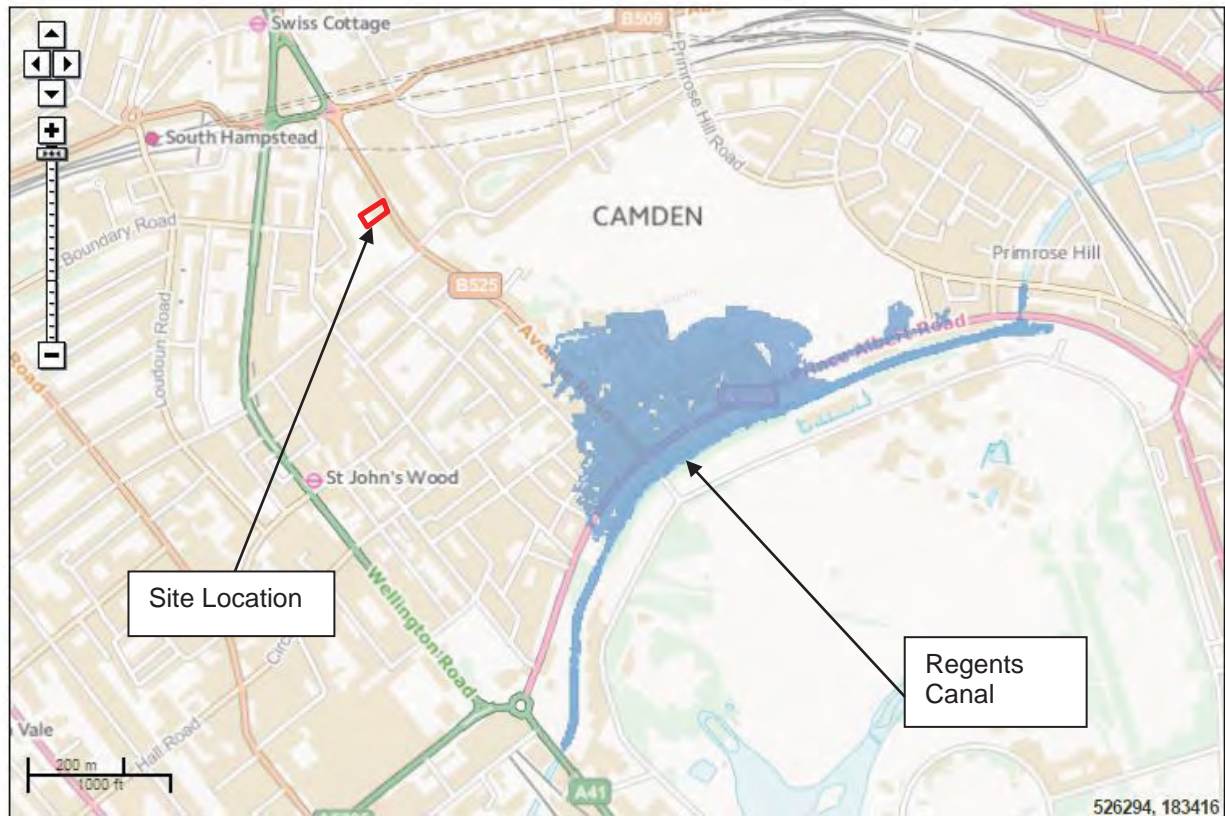 Swiss Cottage
B509
South Hampstead
Primrose Hill Road
CAMDEN
Boundary Road
Primrose Hill
B525
Loudoun Road
Prince Albert Road
Avenue Road
Road
St John's Wood
Site Location
Wellington Road
Regents
Canal
Vale
Hall Road
200 m
1000 ft
A41
526294, 183416